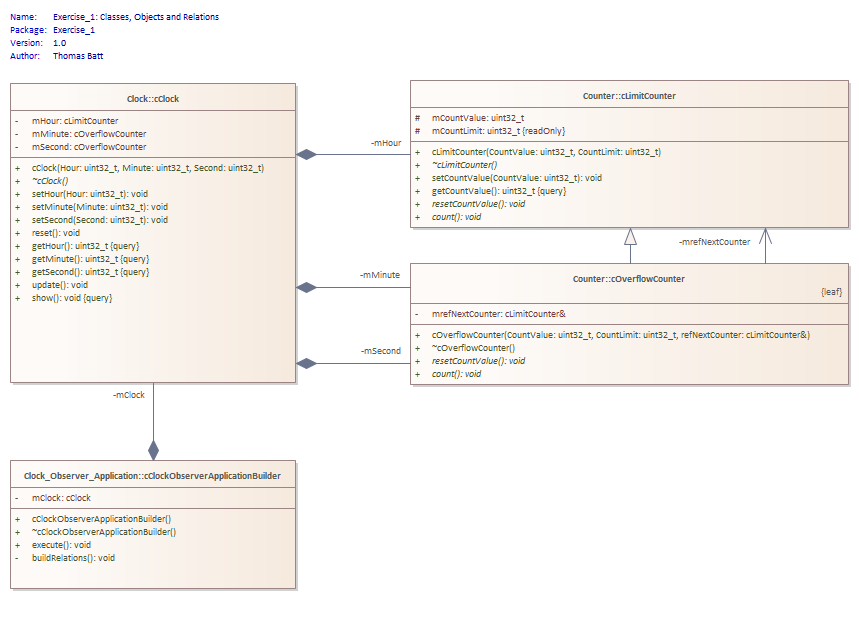 Name: Exercise_1: Classes, Objects and Relations
Package: Exercise_1
Version: 1.0
Author: Thomas Batt
Clock::cClock
- mHour: cLimitCounter
- mMinute: cOverflowCounter
- mSecond: cOverflowCounter
+ cClock(Hour: uint32_t, Minute: uint32_t, Second: uint32_t)
+ ~cClock()
+ setHour(Hour: uint32_t): void
+ setMinute(Minute: uint32_t): void
+ setSecond(Second: uint32_t): void
+ reset(): void
+ getHour(): uint32_t {query}
+ getMinute(): uint32_t {query}
+ getSecond(): uint32_t {query}
+ update(): void
+ show(): void {query}
-mHour
Counter::cLimitCounter
# mCountValue: uint32_t
# mCountLimit: uint32_t {readOnly}
+ cLimitCounter(CountValue: uint32_t, CountLimit: uint32_t)
+ ~cLimitCounter()
+ setCountValue(CountValue: uint32_t): void
+ getCountValue(): uint32_t {query}
+ resetCountValue(): void
+ count(): void
-mrefNextCounter
-mMinute
-mSecond
Counter::cOverflowCounter
{leaf}
- mrefNextCounter: cLimitCounter&
+ cOverflowCounter(CountValue: uint32_t, CountLimit: uint32_t, refNextCounter: cLimitCounter&)
+ ~cOverflowCounter()
+ resetCountValue(): void
+ count(): void
-mClock
Clock_Observer_Application::cClockObserverApplicationBuilder
- mClock: cClock
+ cClockObserverApplicationBuilder()
+ ~cClockObserverApplicationBuilder()
+ execute(): void
- buildRelations(): void